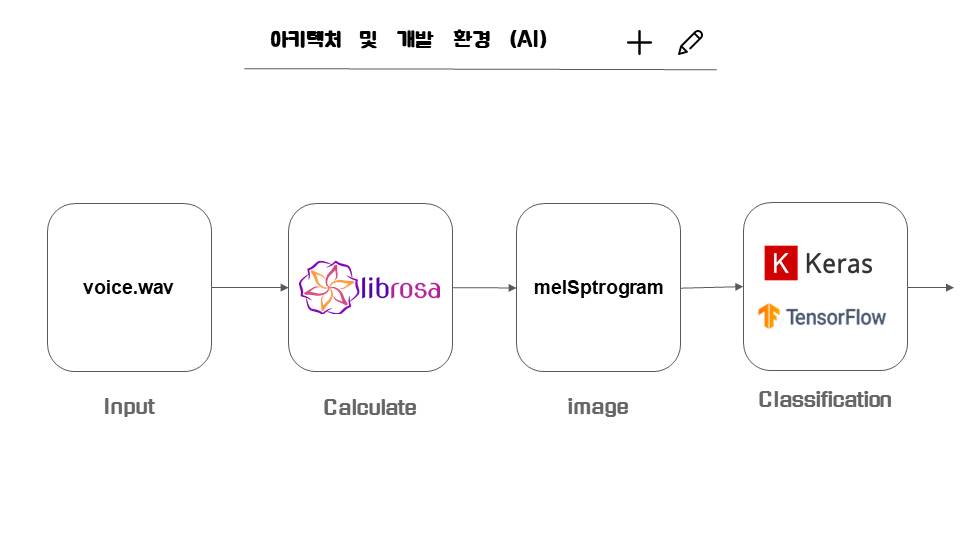 아키텍처 및 개발 환경 (AI)
voice.wav
librosa
melSptrogram
K Keras
TensorFlow
Input
Calculate
image
Classification